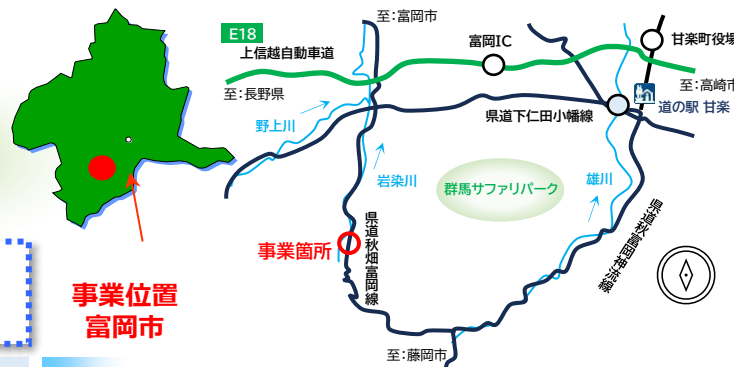 至：富岡市
E18
上信越自動車道
富岡IC
甘楽町役場
至：長野県
至：高崎市
道の駅 甘楽
県道下仁田小幡線
野上川
岩染川
群馬サファリパーク
雄川
県道秋畑富岡線
県道秋富岡神流線
事業箇所
事業位置
富岡市
至：藤岡市